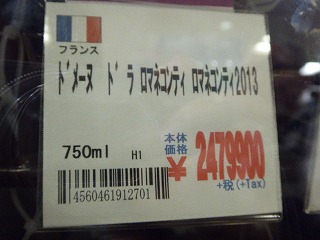 フランス
ドメーヌ ド ラ ロマネコンティ ロマネコンティ2013
750ml H1
本体価格 ¥ 2479900
+税(+Tax)
4560461912701